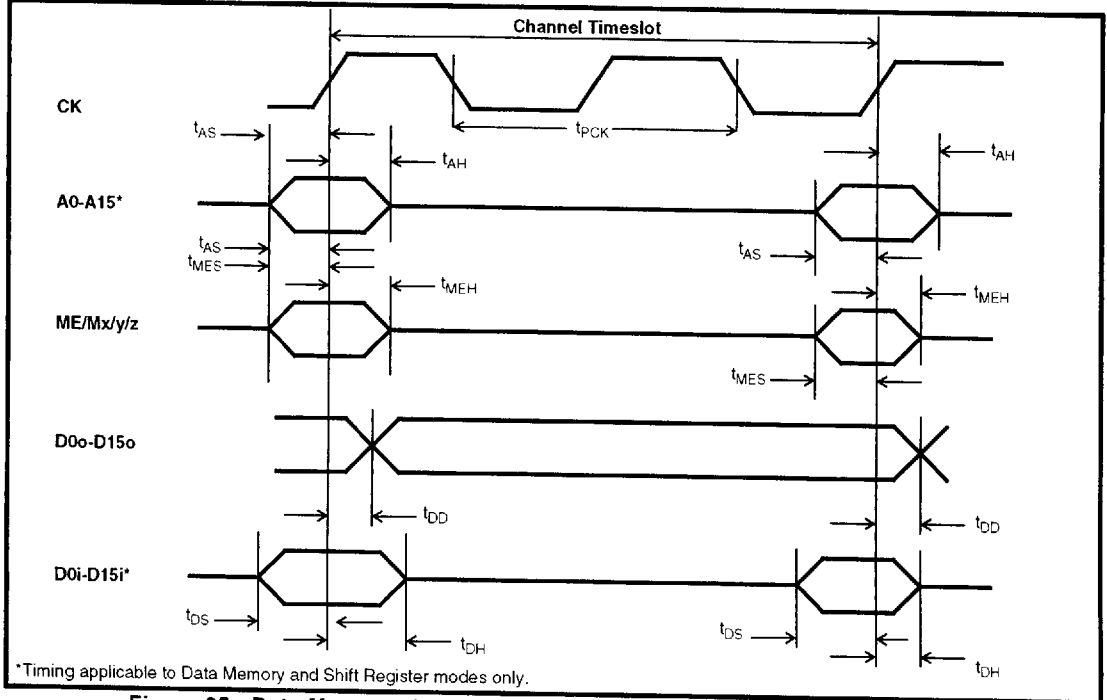 Channel Timeslot
CK
tAS
tPCK
tAH
tAH
A0-A15*
tAS
tMES
tAS
tMEH
tMEH
ME/Mx/y/z
tMES
D0o-D15o
tDD
tDD
D0i-D15i*
tDS
tDH
tDS
tDH
*Timing applicable to Data Memory and Shift Register modes only.